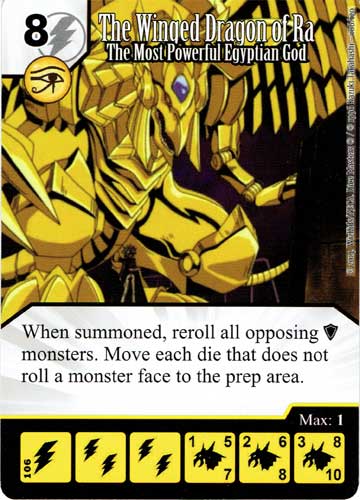 8
The Winged Dragon of Ra
The Most Powerful Egyptian God
When summoned, reroll all opposing
monsters. Move each die that does not
roll a monster face to the prep area.
Max: 1
106
1 5 7
2 6 8
3 8 10